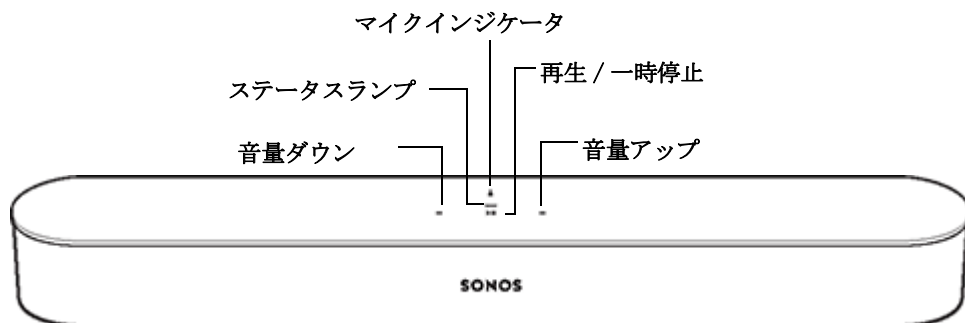 マイクインジケータ
再生 / 一時停止
ステータスランプ
音量ダウン
音量アップ
SONOS